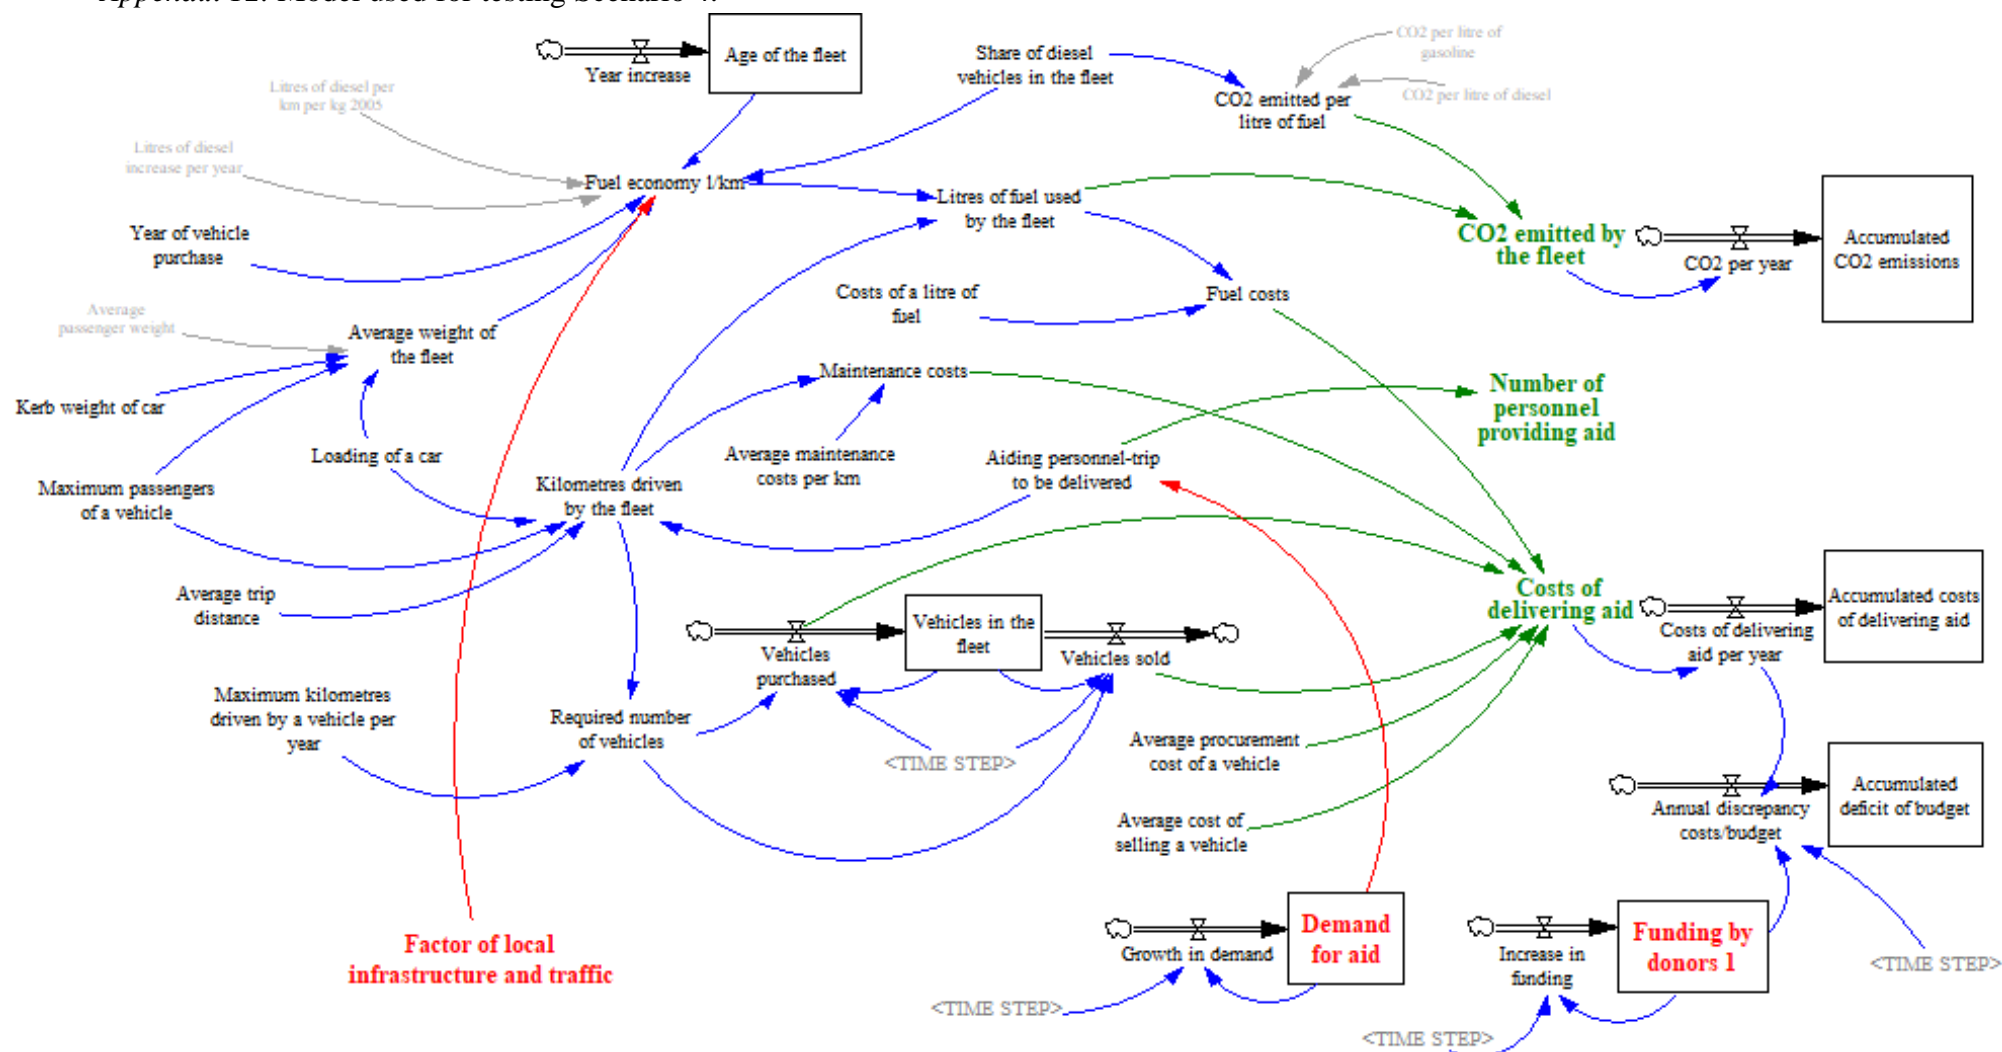 Appendix 12: Model used for testing Scenario 4.
Age of the fleet
Year increase
Share of diesel
vehicles in the fleet
CO2 per litre of
gasoline
CO2 per litre of diesel
CO2 emitted per
litre of fuel
Litres of diesel per
km per kg 2005
Litres of diesel
increase per year
Fuel economy l/km
Litres of fuel used
by the fleet
Year of vehicle
purchase
CO2 emitted by
the fleet
CO2 per year
Accumulated
CO2 emissions
Costs of a litre of
fuel
Fuel costs
Average
passenger weight
Average weight of
the fleet
Maintenance costs
Number of
personnel
providing aid
Kerb weight of car
Loading of a car
Average maintenance
costs per km
Aiding personnel-trip
to be delivered
Maximum passengers
of a vehicle
Kilometres driven
by the fleet
Average trip
distance
Vehicles in the
fleet
Vehicles
purchased
Vehicles sold
Costs of
delivering aid
Costs of delivering
aid per year
Accumulated costs
of delivering aid
Maximum kilometres
driven by a vehicle per
year
Required number
of vehicles
<TIME STEP>
Average procurement
cost of a vehicle
Average cost of
selling a vehicle
Annual discrepancy
costs/budget
Accumulated
deficit of budget
Factor of local
infrastructure and traffic
Growth in demand
Demand
for aid
Increase in
funding
Funding by
donors 1
<TIME STEP>
<TIME STEP>
<TIME STEP>